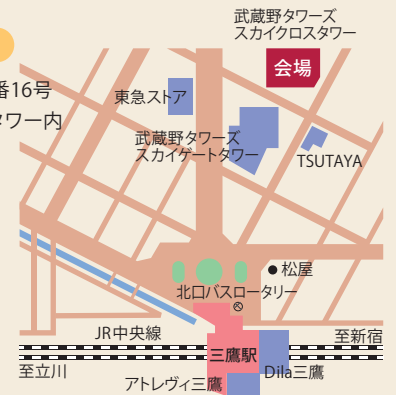 武蔵野タワーズ
スカイクロスタワー
会場
番16号
タワー内
東急ストア
武蔵野タワーズ
スカイゲートタワー
TSUTAYA
松屋
北口バスロータリー
JR中央線
至新宿
三鷹駅
至立川
Dila三鷹
アトレヴィ三鷹